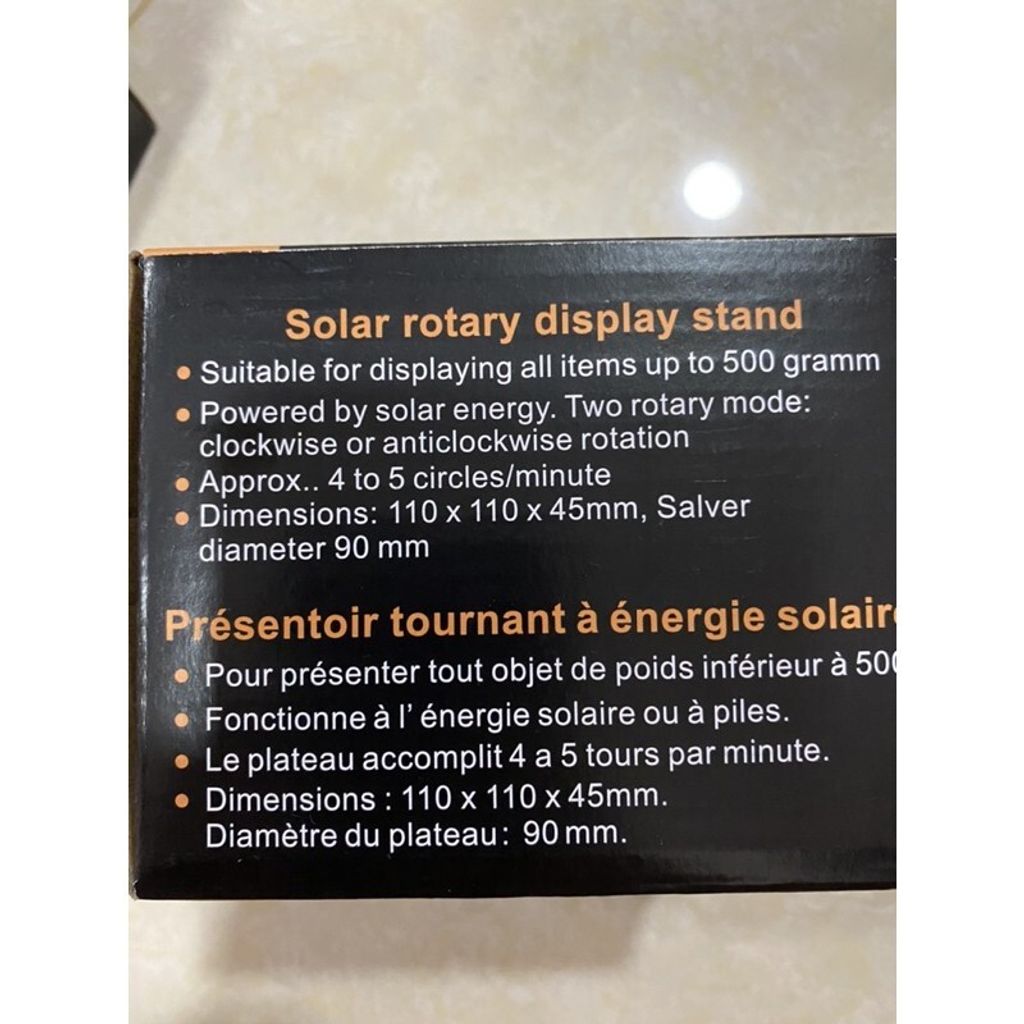 Solar rotary display stand
• Suitable for displaying all items up to 500 gramm
• Powered by solar energy. Two rotary mode:
clockwise or anticlockwise rotation
• Approx.. 4 to 5 circles/minute
• Dimensions: 110 x 110 x 45mm, Salver
diameter 90 mm
Présentoir tournant à énergie solaire
• Pour présenter tout objet de poids inférieur à 500
• Fonctionne à l' énergie solaire ou à piles.
• Le plateau accomplit 4 a 5 tours par minute.
• Dimensions : 110 x 110 x 45mm.
Diamètre du plateau: 90 mm.